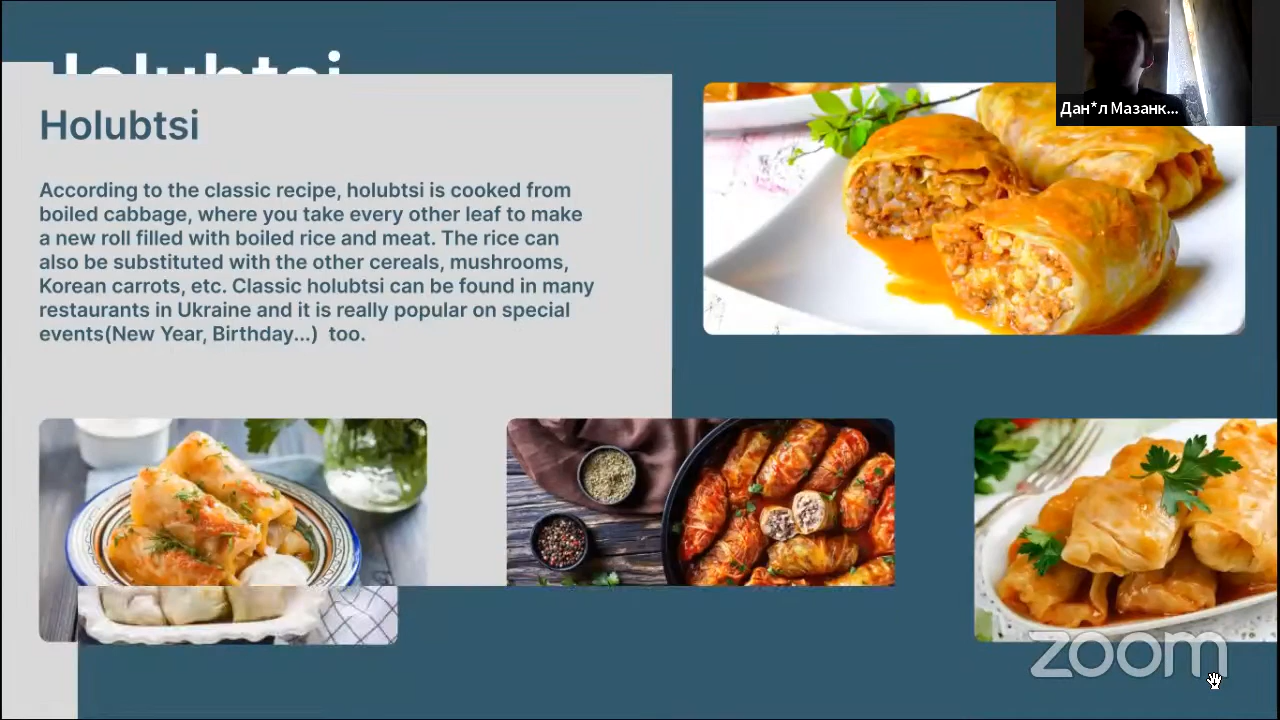 Holubtsi
Дан*л Мазанк...
Holubtsi
According to the classic recipe, holubtsi is cooked from
boiled cabbage, where you take every other leaf to make
a new roll filled with boiled rice and meat. The rice can
also be substituted with the other cereals, mushrooms,
Korean carrots, etc. Classic holubtsi can be found in many
restaurants in Ukraine and it is really popular on special
events(New Year, Birthday...) too.
zoom